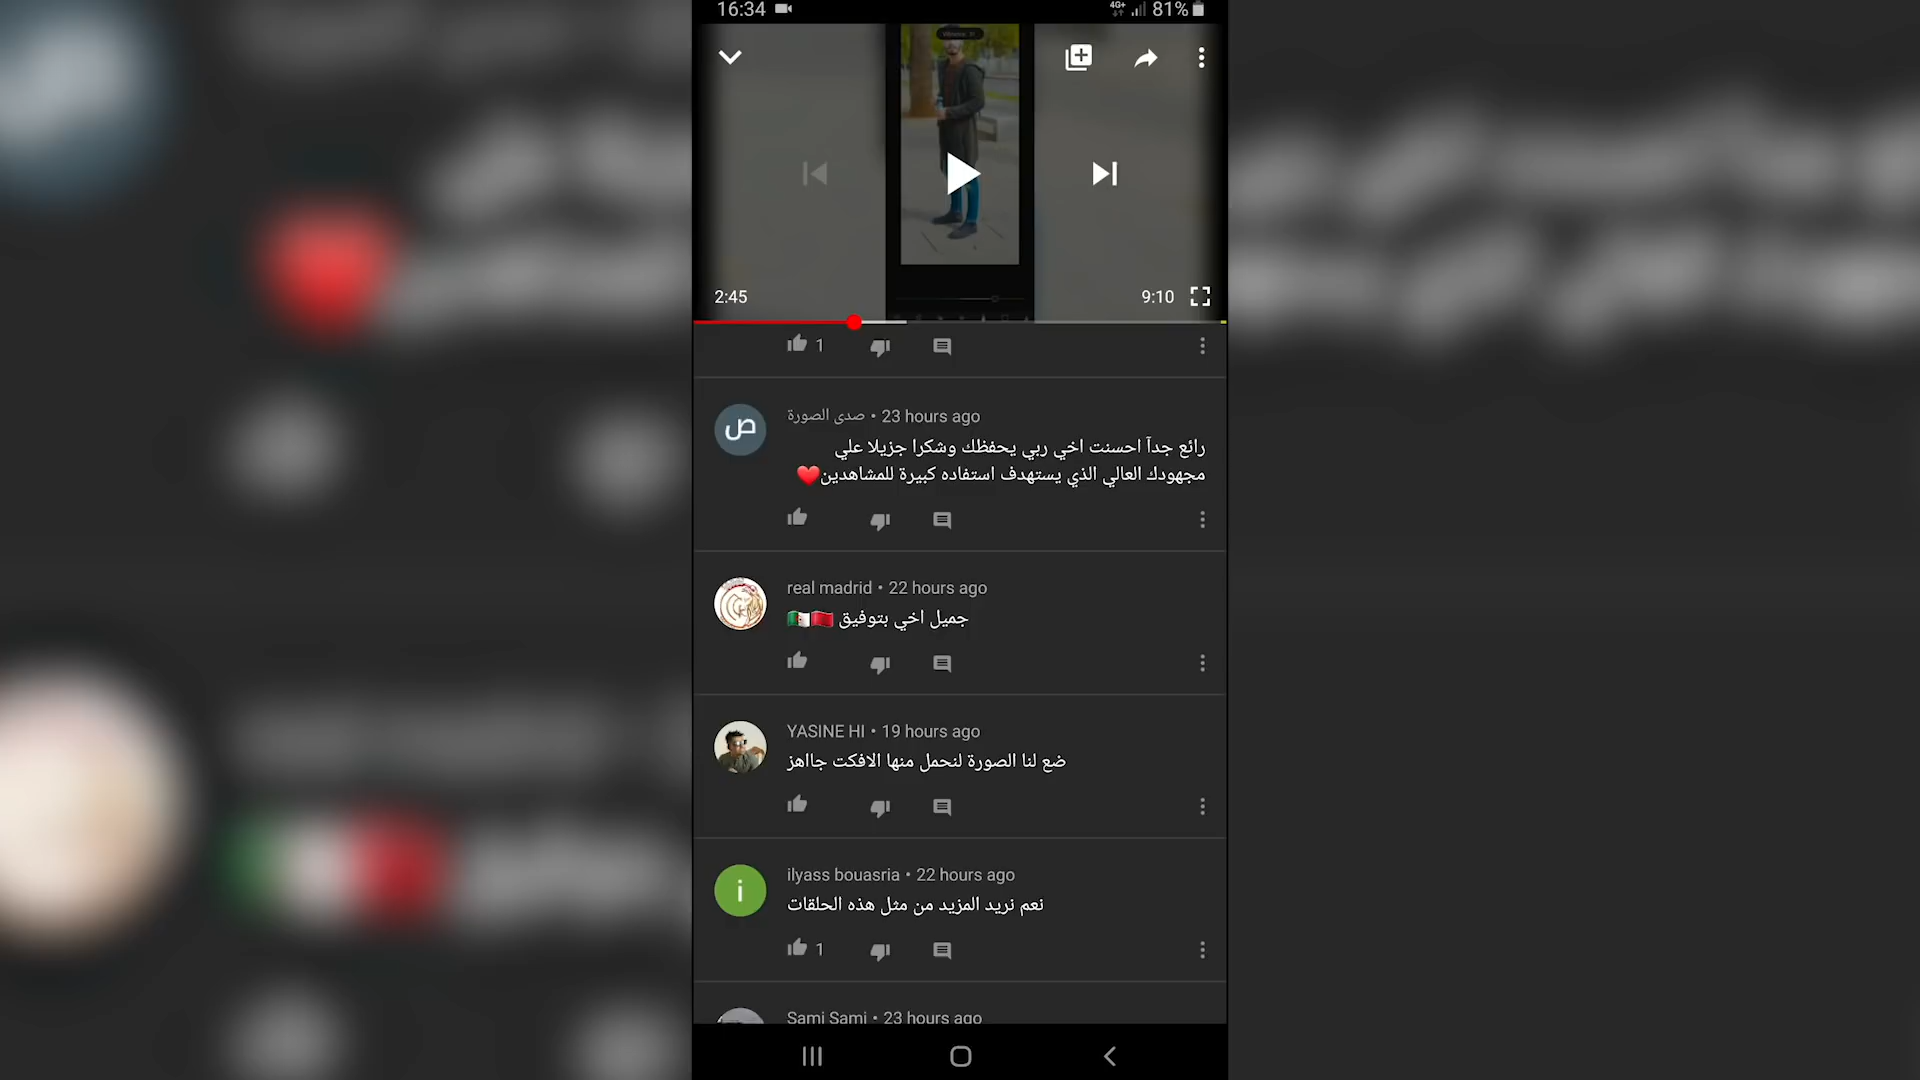 16:34
4G+
81%
2:45
9:10
1
ص
صدى الصورة • 23 hours ago
رائع جدآ احسنت اخي ربي يحفظك وشكرا جزيلا علي
مجهودك العالي الذي يستهدف استفاده كبيرة للمشاهدين❤️
real madrid • 22 hours ago
جميل اخي بتوفيق 🇲🇦🇩🇿
YASINE HI • 19 hours ago
ضع لنا الصورة لنحمل منها الافكت جااهز
i
ilyass bouasria • 22 hours ago
نعم نريد المزيد من مثل هذه الحلقات
1
Sami Sami • 23 hours ago